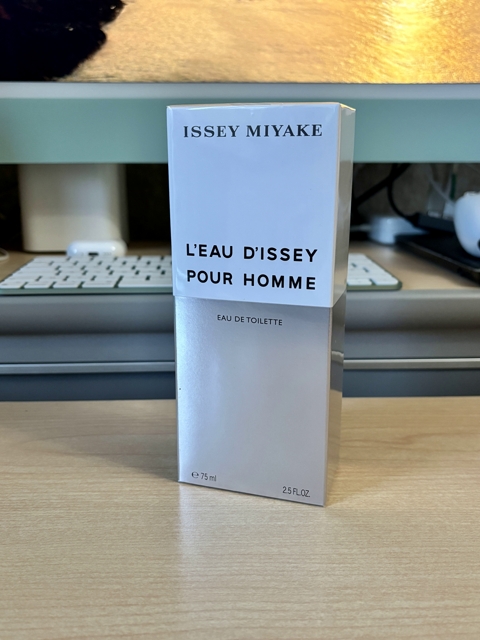 ISSEY MIYAKE
L'EAU D'ISSEY
POUR HOMME
EAU DE TOILETTE
℮ 75 ml
2.5 FL.OZ.